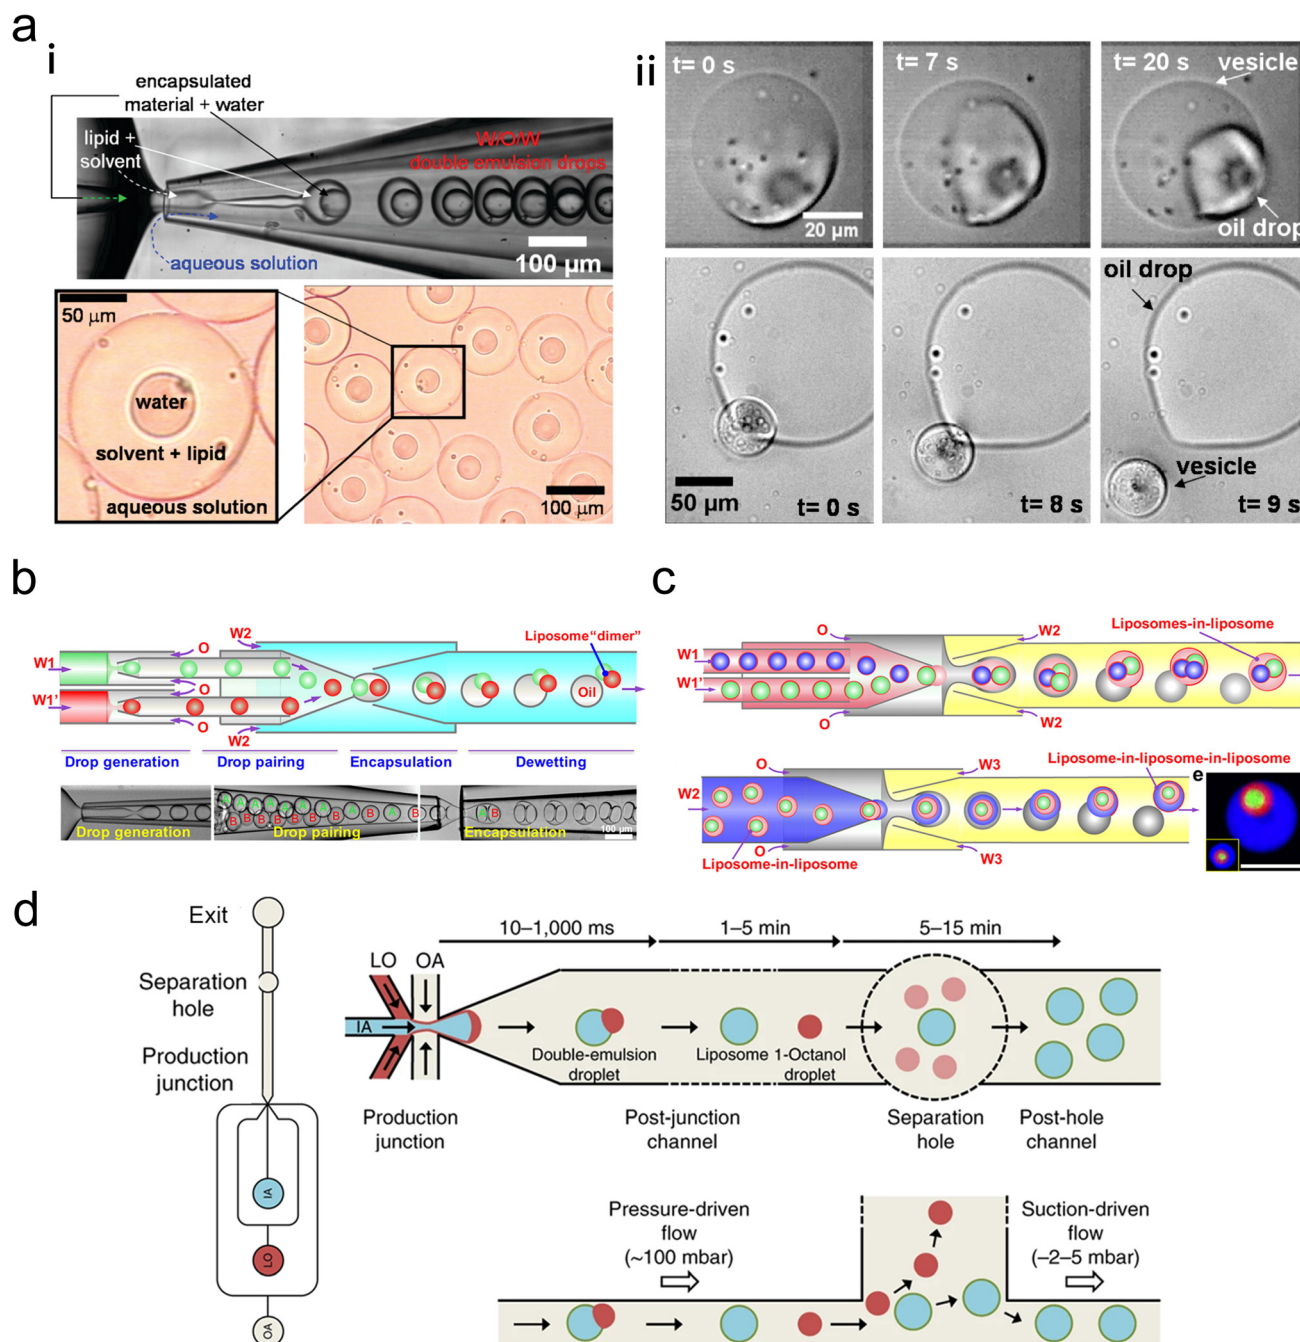 a
i
encapsulated
material + water
lipid +
solvent
W/O/W
double emulsion drops
aqueous solution
100 µm
50 µm
water
solvent + lipid
aqueous solution
100 µm
ii
t= 0 s
t= 7 s
t= 20 s
vesicle
20 µm
oil drop
oil drop
50 µm
vesicle
t= 0 s
t= 8 s
t= 9 s
b
W1
O
W2
Liposome“dimer”
W1'
O
Oil
W2
O
Drop generation
Drop pairing
Encapsulation
Dewetting
A A A A A A A A
B B B B B B B B
A B
Drop generation
Drop pairing
Encapsulation
100 µm
c
O
W2
Liposomes-in-liposome
W1
W1'
O
W2
O
W3
Liposome-in-liposome-in-liposome
W2
e
Liposome-in-liposome
O
W3
d
Exit
Separation
hole
Production
junction
IA
LO
OA
10–1,000 ms
1–5 min
5–15 min
LO
OA
IA
Double-emulsion
droplet
Liposome
1-Octanol
droplet
Production
junction
Post-junction
channel
Separation
hole
Post-hole
channel
Pressure-driven
flow
(~100 mbar)
Suction-driven
flow
(–2–5 mbar)